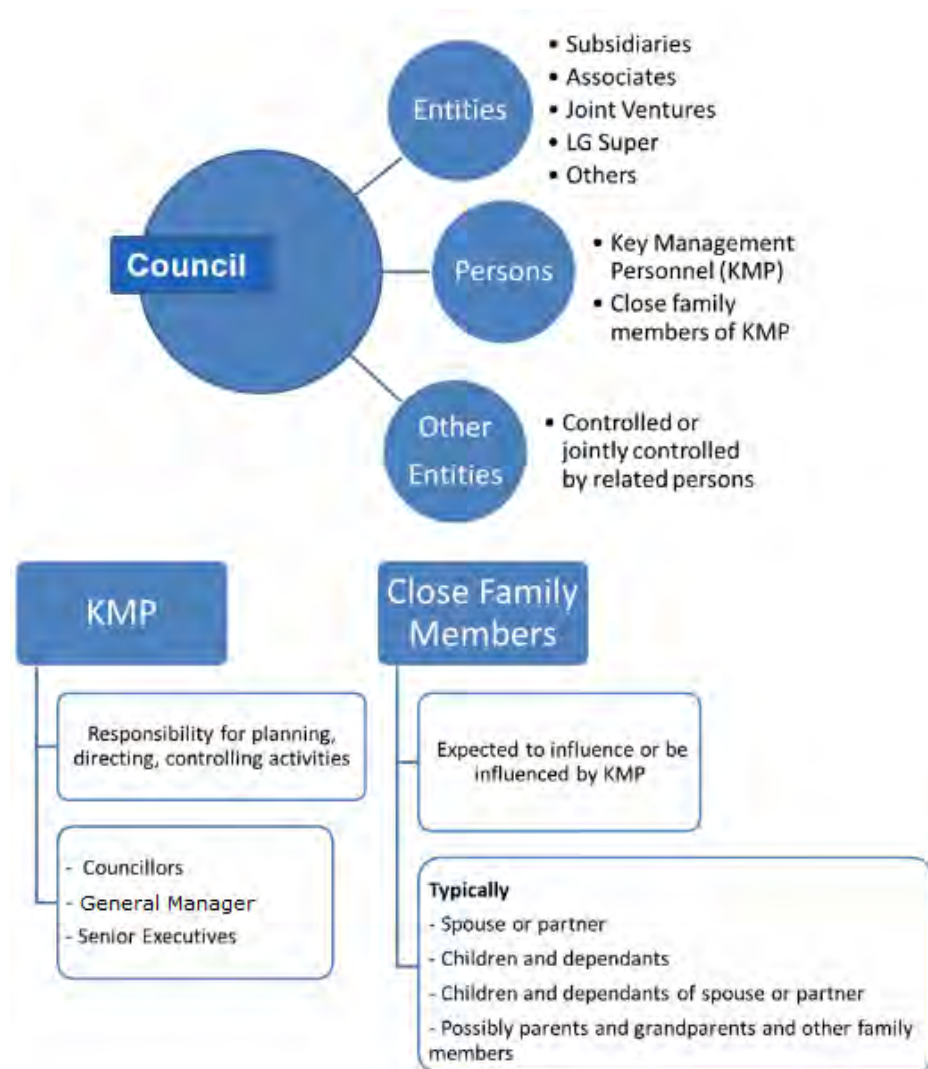 Entities
• Subsidiaries
• Associates
• Joint Ventures
• LG Super
• Others
Council
Persons
• Key Management
Personnel (KMP)
• Close family
members of KMP
Other
Entities
• Controlled or
jointly controlled
by related persons
KMP
Responsibility for planning,
directing, controlling activities
- Councillors
- General Manager
- Senior Executives
Close Family
Members
Expected to influence or be
influenced by KMP
Typically
- Spouse or partner
- Children and dependants
- Children and dependants of spouse or partner
- Possibly parents and grandparents and other family
members